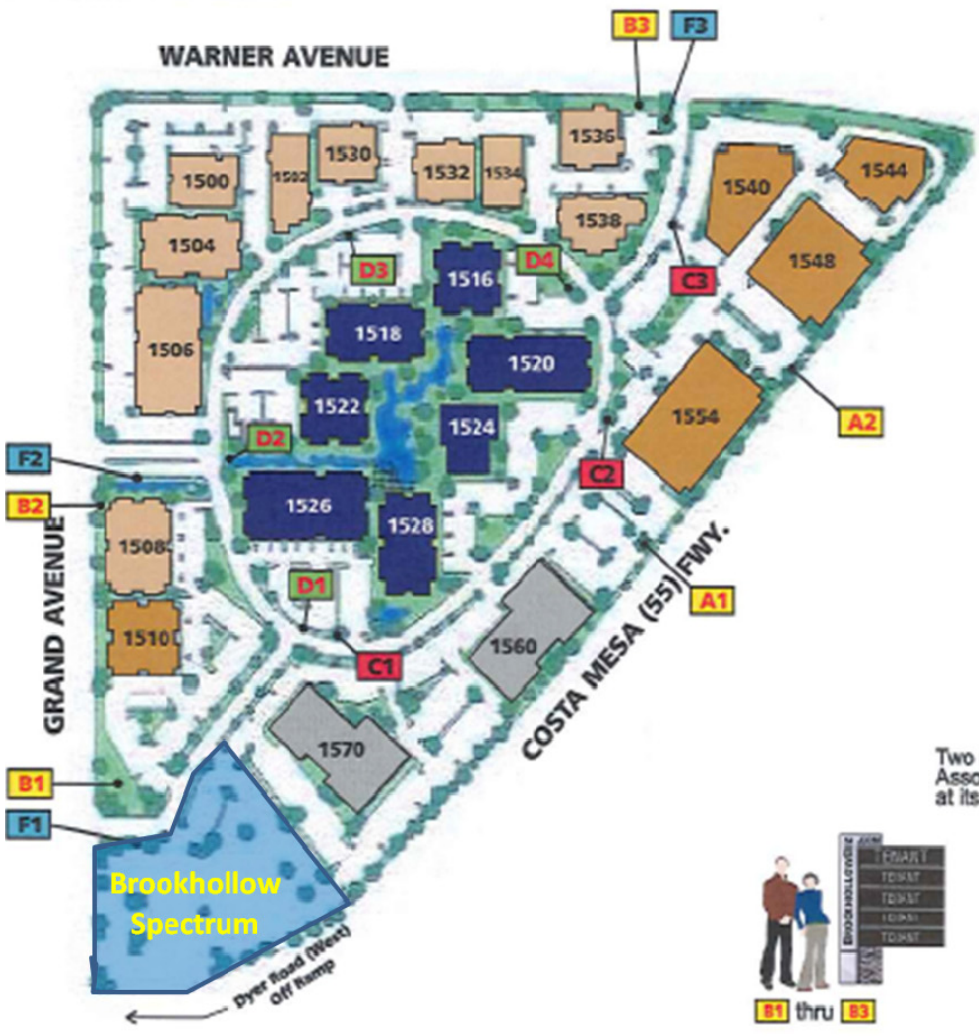 B3
F3
WARNER AVENUE
1536
1530
1532
1534
1502
1500
1540
1544
1538
1504
D3
D4
1516
C3
1548
1518
1506
1520
1522
1554
1524
A2
D2
F2
C2
B2
1526
1528
1508
GRAND AVENUE
COSTA MESA (55) FWY.
D1
A1
1510
1560
C1
1570
B1
F1
Two
Asso
at its
Brookhollow
Spectrum
Dyer Road (West)
Off Ramp
TENANT
TENANT
TENANT
TENANT
TENANT
B1 thru B3